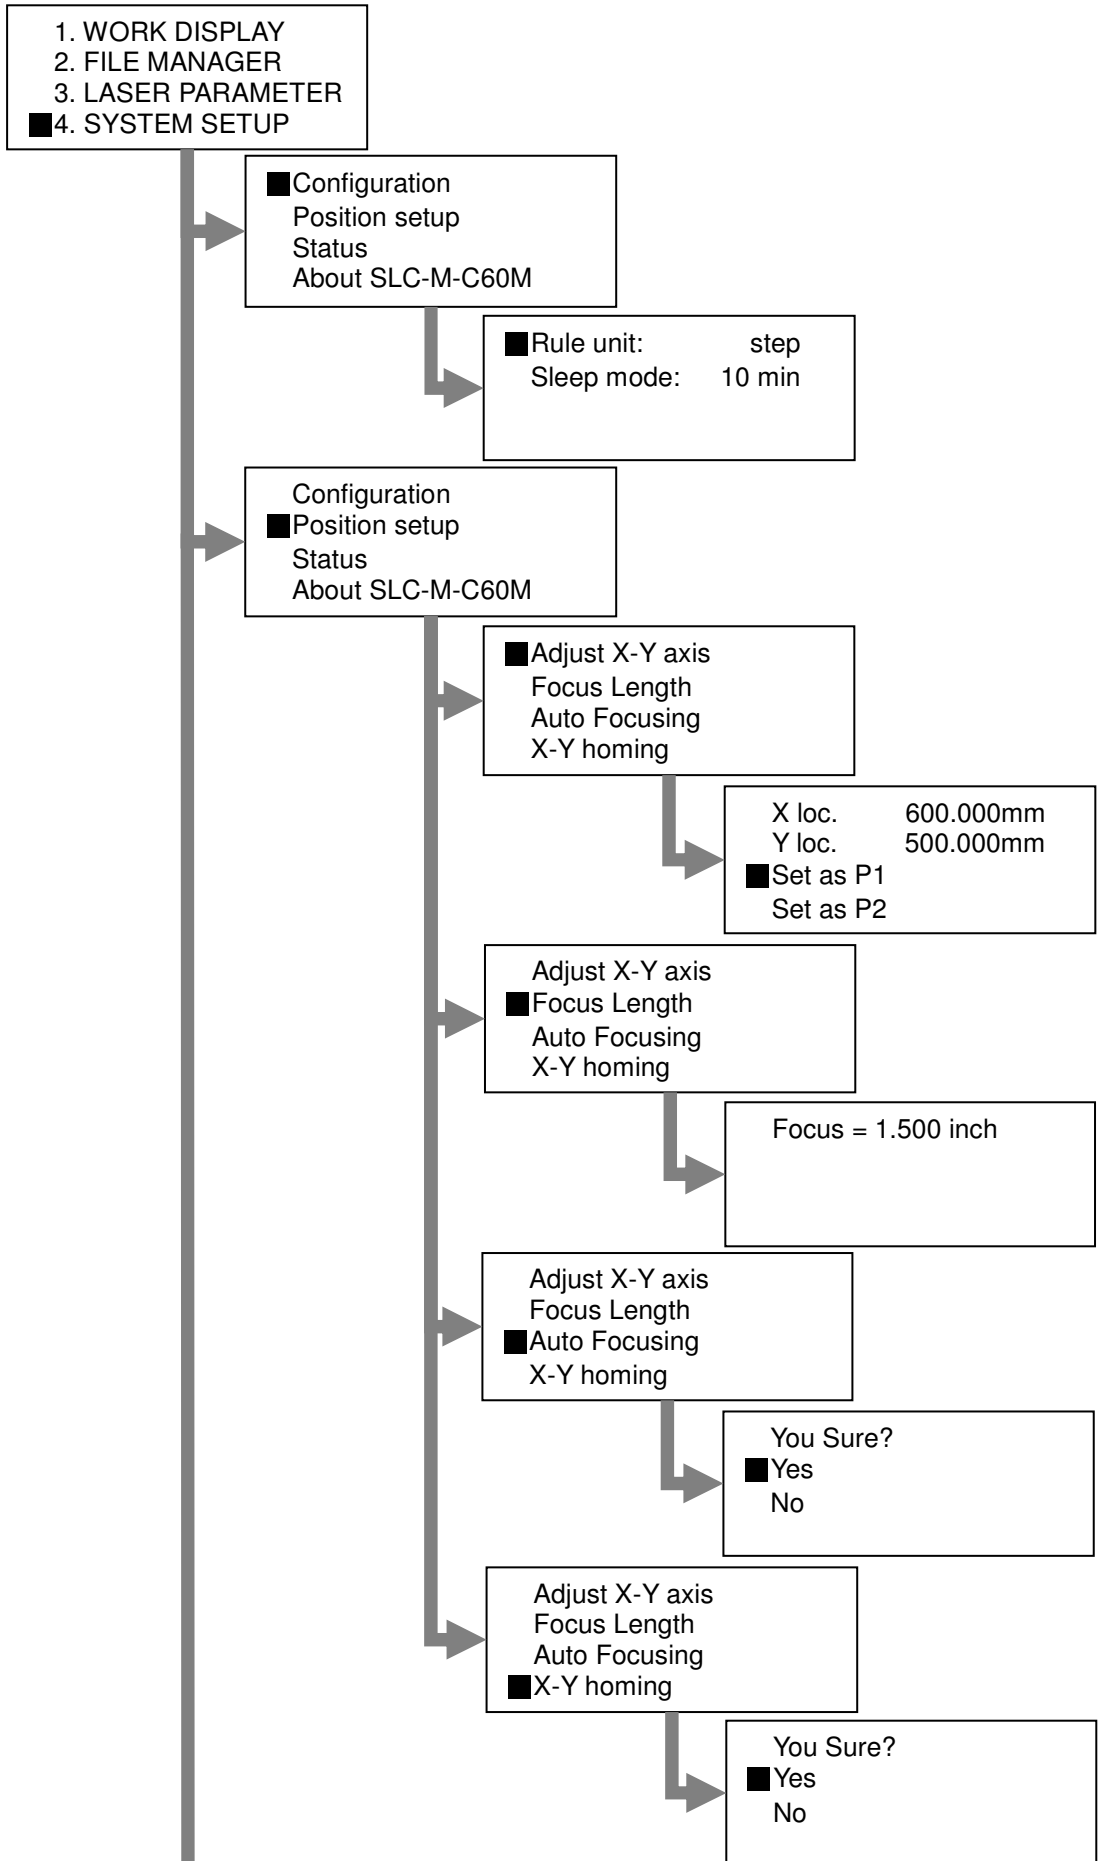 1. WORK DISPLAY
2. FILE MANAGER
3. LASER PARAMETER
4. SYSTEM SETUP
Configuration
Position setup
Status
About SLC-M-C60M
Rule unit: step
Sleep mode: 10 min
Configuration
Position setup
Status
About SLC-M-C60M
Adjust X-Y axis
Focus Length
Auto Focusing
X-Y homing
X loc. 600.000mm
Y loc. 500.000mm
Set as P1
Set as P2
Adjust X-Y axis
Focus Length
Auto Focusing
X-Y homing
Focus = 1.500 inch
Adjust X-Y axis
Focus Length
Auto Focusing
X-Y homing
You Sure?
Yes
No
Adjust X-Y axis
Focus Length
Auto Focusing
X-Y homing
You Sure?
Yes
No